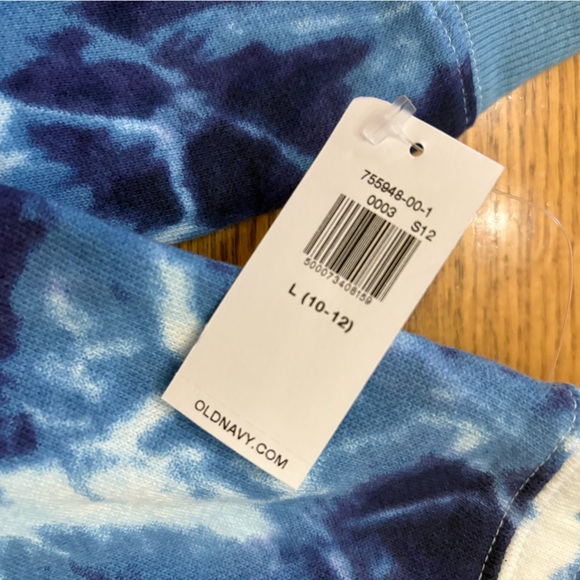 755948-00-1
0003 S12
500073408159
L (10-12)
OLDNAVY.COM